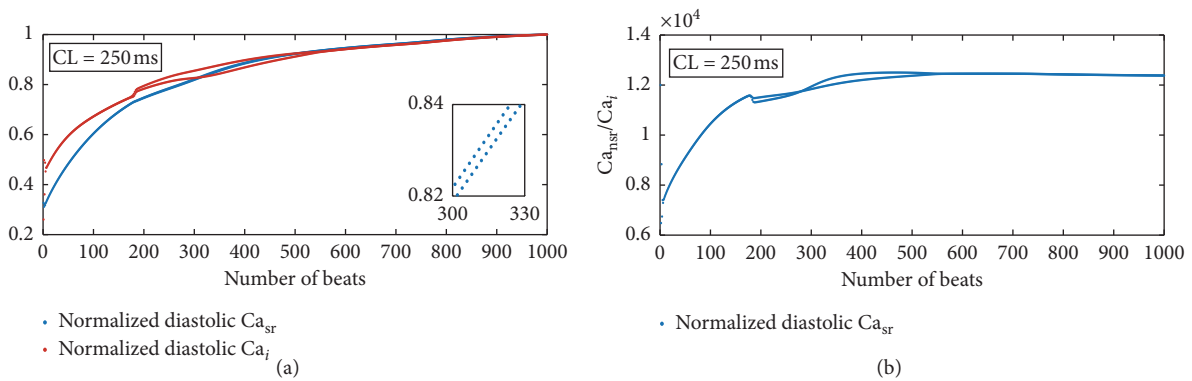 CL = 250 ms
1
0.8
0.6
0.4
0.2
0.84
0.82
300 330
0 100 200 300 400 500 600 700 800 900 1000
Number of beats
Normalized diastolic Ca_sr
Normalized diastolic Ca_i
(a)
×10^4
CL = 250 ms
1.4
1.2
1
0.8
0.6
Ca_nsr/Ca_i
0 100 200 300 400 500 600 700 800 900 1000
Number of beats
Normalized diastolic Ca_sr
(b)